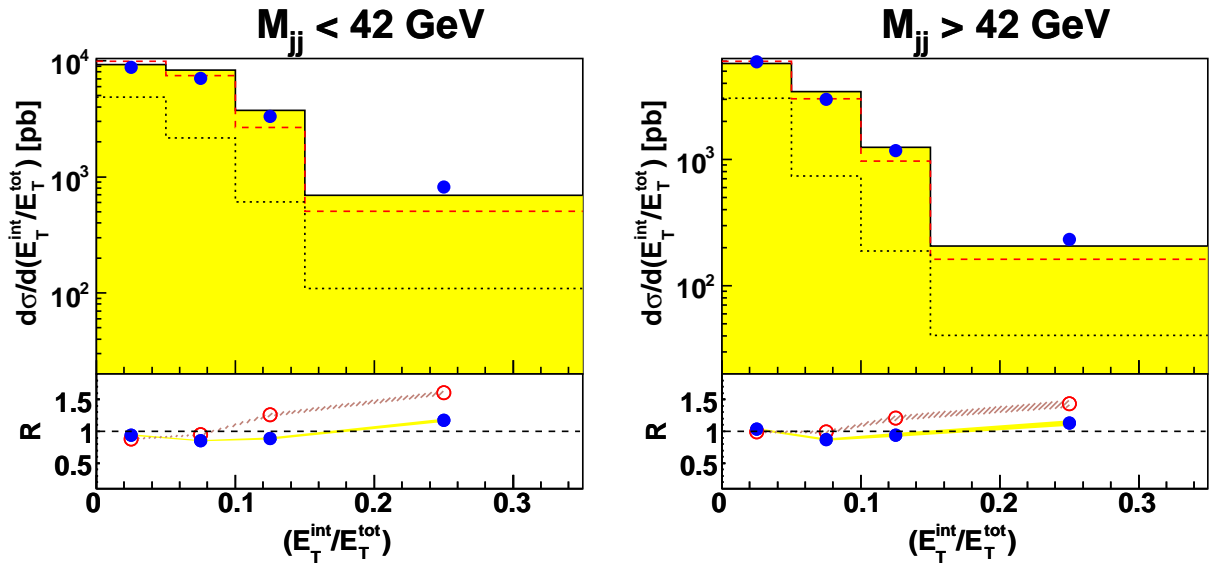 M_jj < 42 GeV
dσ/d(E_T^int/E_T^tot) [pb]
10^4
10^3
10^2
R
1.5
1
0.5
0 0.1 0.2 0.3
(E_T^int/E_T^tot)
M_jj > 42 GeV
dσ/d(E_T^int/E_T^tot) [pb]
10^3
10^2
R
1.5
1
0.5
0 0.1 0.2 0.3
(E_T^int/E_T^tot)